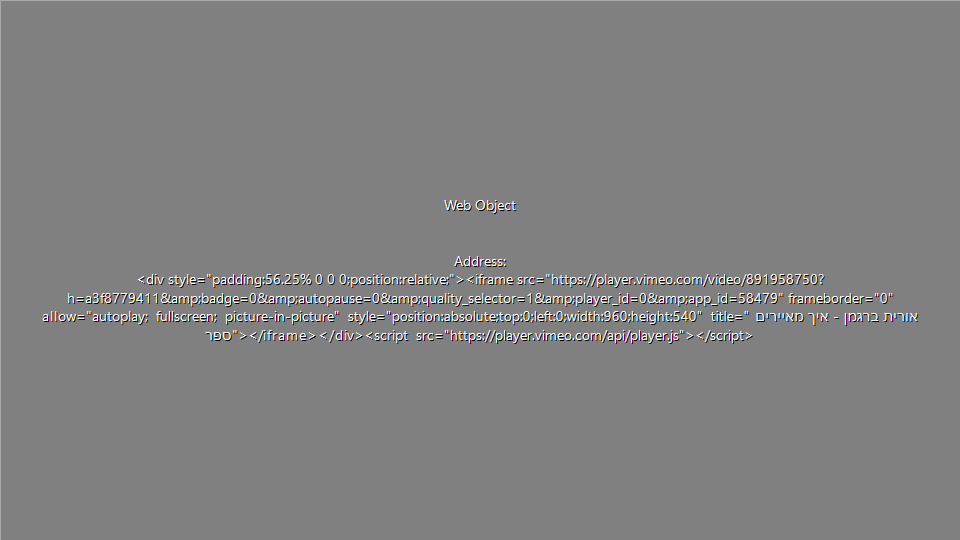 Web Object
Address:
<div style="padding:56.25% 0 0 0;position:relative;"><iframe src="https://player.vimeo.com/video/891958750?
h=a3f8779411&amp;badge=0&amp;autopause=0&amp;quality_selector=1&amp;player_id=0&amp;app_id=58479" frameborder="0"
allow="autoplay; fullscreen; picture-in-picture" style="position:absolute;top:0;left:0;width:960;height:540" title=" אורית ברגמן - איך מאיירים
ספר"></iframe></div><script src="https://player.vimeo.com/api/player.js"></script>